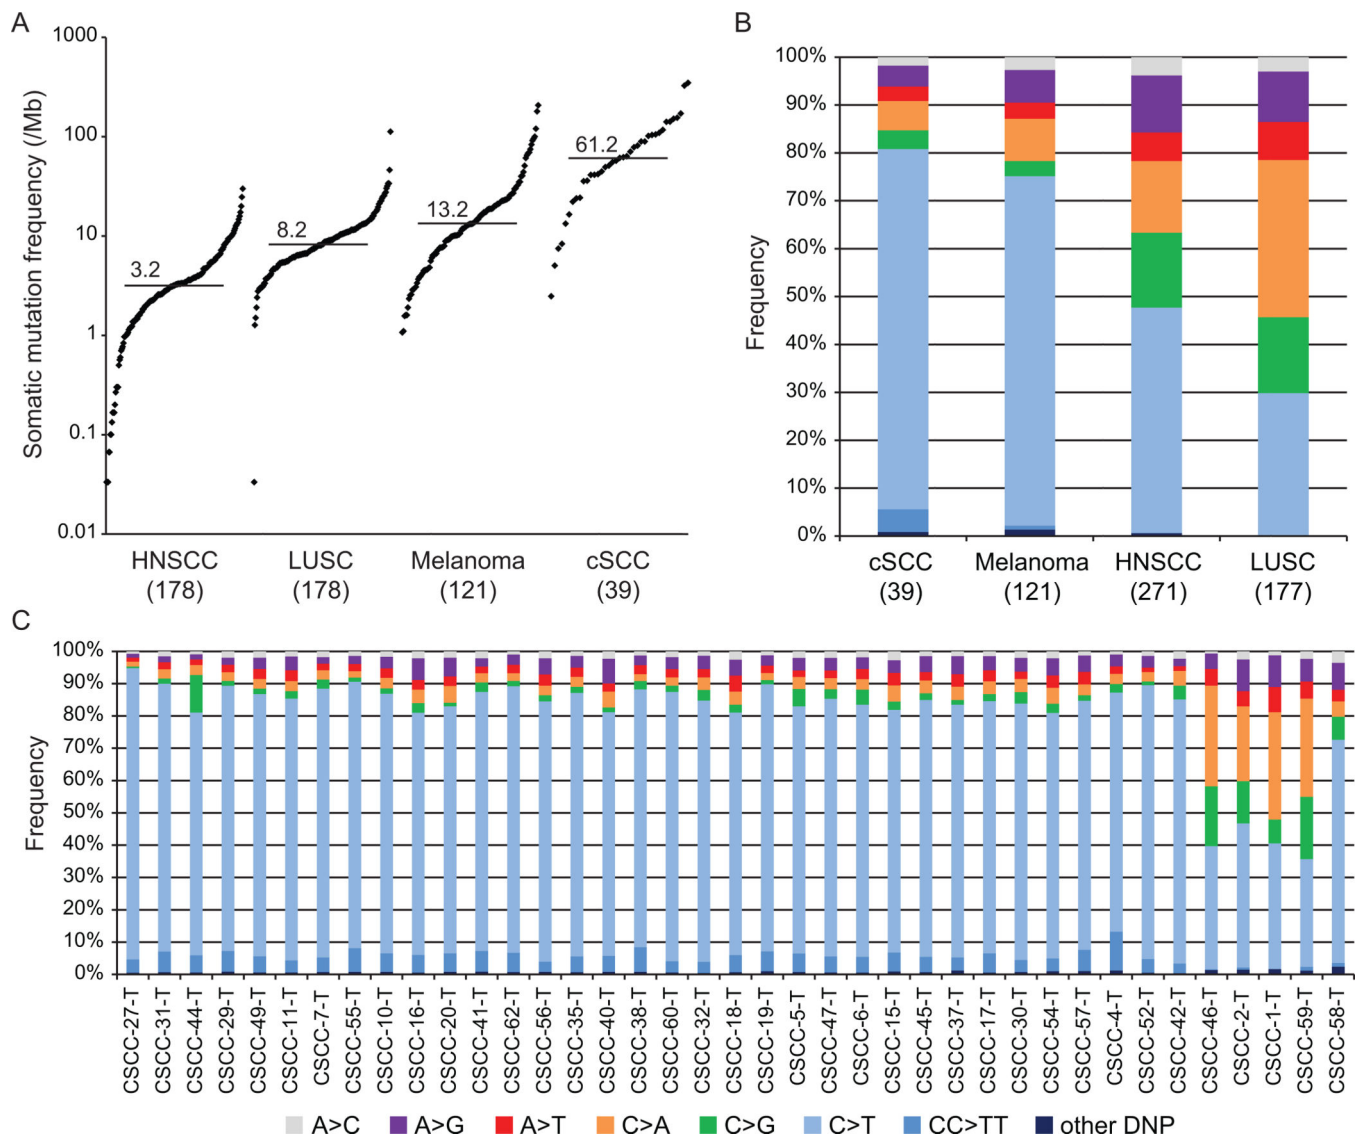 A
B
1000
100
10
1
0.1
0.01
Somatic mutation frequency (/Mb)
3.2
8.2
13.2
61.2
HNSCC
(178)
LUSC
(178)
Melanoma
(121)
cSCC
(39)
100%
90%
80%
70%
60%
50%
40%
30%
20%
10%
0%
Frequency
cSCC
(39)
Melanoma
(121)
HNSCC
(271)
LUSC
(177)
C
100%
90%
80%
70%
60%
50%
40%
30%
20%
10%
0%
Frequency
CSCC-27-T
CSCC-31-T
CSCC-44-T
CSCC-29-T
CSCC-49-T
CSCC-11-T
CSCC-7-T
CSCC-55-T
CSCC-10-T
CSCC-16-T
CSCC-20-T
CSCC-41-T
CSCC-62-T
CSCC-56-T
CSCC-35-T
CSCC-40-T
CSCC-38-T
CSCC-60-T
CSCC-32-T
CSCC-18-T
CSCC-19-T
CSCC-5-T
CSCC-47-T
CSCC-6-T
CSCC-15-T
CSCC-45-T
CSCC-37-T
CSCC-17-T
CSCC-30-T
CSCC-54-T
CSCC-57-T
CSCC-4-T
CSCC-52-T
CSCC-42-T
CSCC-46-T
CSCC-2-T
CSCC-1-T
CSCC-59-T
CSCC-58-T
A>C A>G A>T C>A C>G C>T CC>TT other DNP